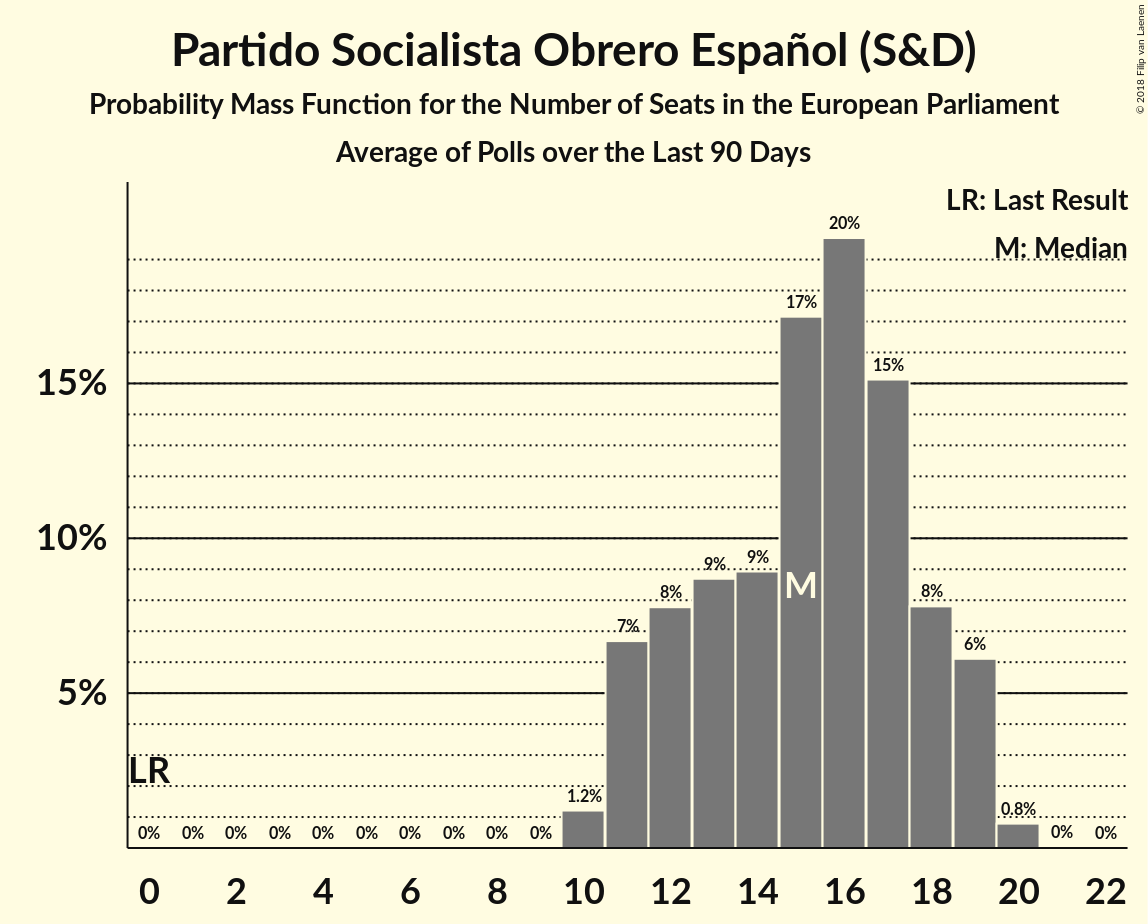 Partido Socialista Obrero Español (S&D)
Probability Mass Function for the Number of Seats in the European Parliament
Average of Polls over the Last 90 Days
© 2018 Filip van Laenen
LR: Last Result
M: Median
20%
17%
15%
15%
10%
9%
9%
8%
M
8%
7%
6%
5%
LR
1.2%
0.8%
0% 0% 0% 0% 0% 0% 0% 0% 0% 0% 0% 0%
0 2 4 6 8 10 12 14 16 18 20 22